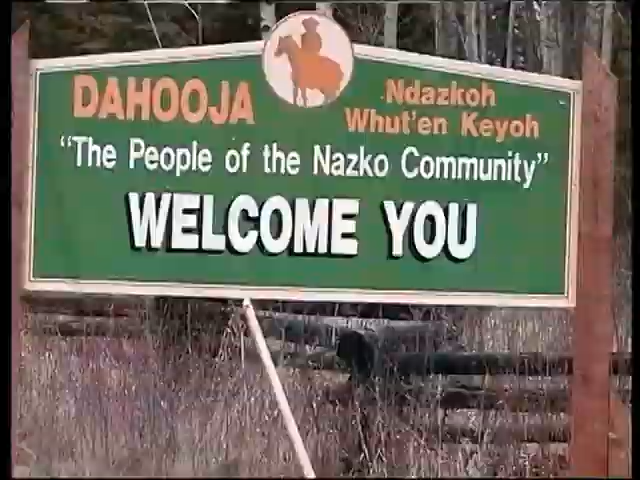 DAHOOJA
Ndazkoh
Whut'en Keyoh
"The People of the Nazko Community"
WELCOME YOU